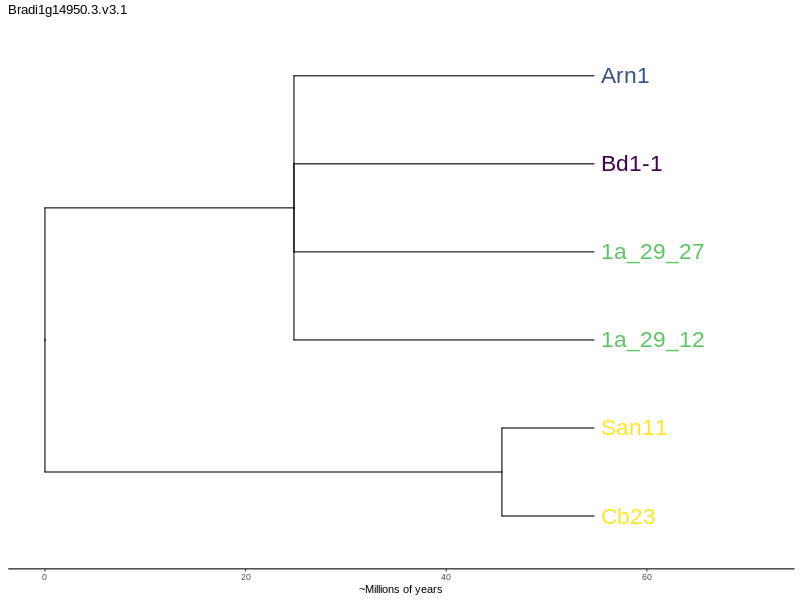 Bradi1g14950.3.v3.1
Arn1
Bd1-1
1a_29_27
1a_29_12
San11
Cb23
0 20 40 60
~Millions of years